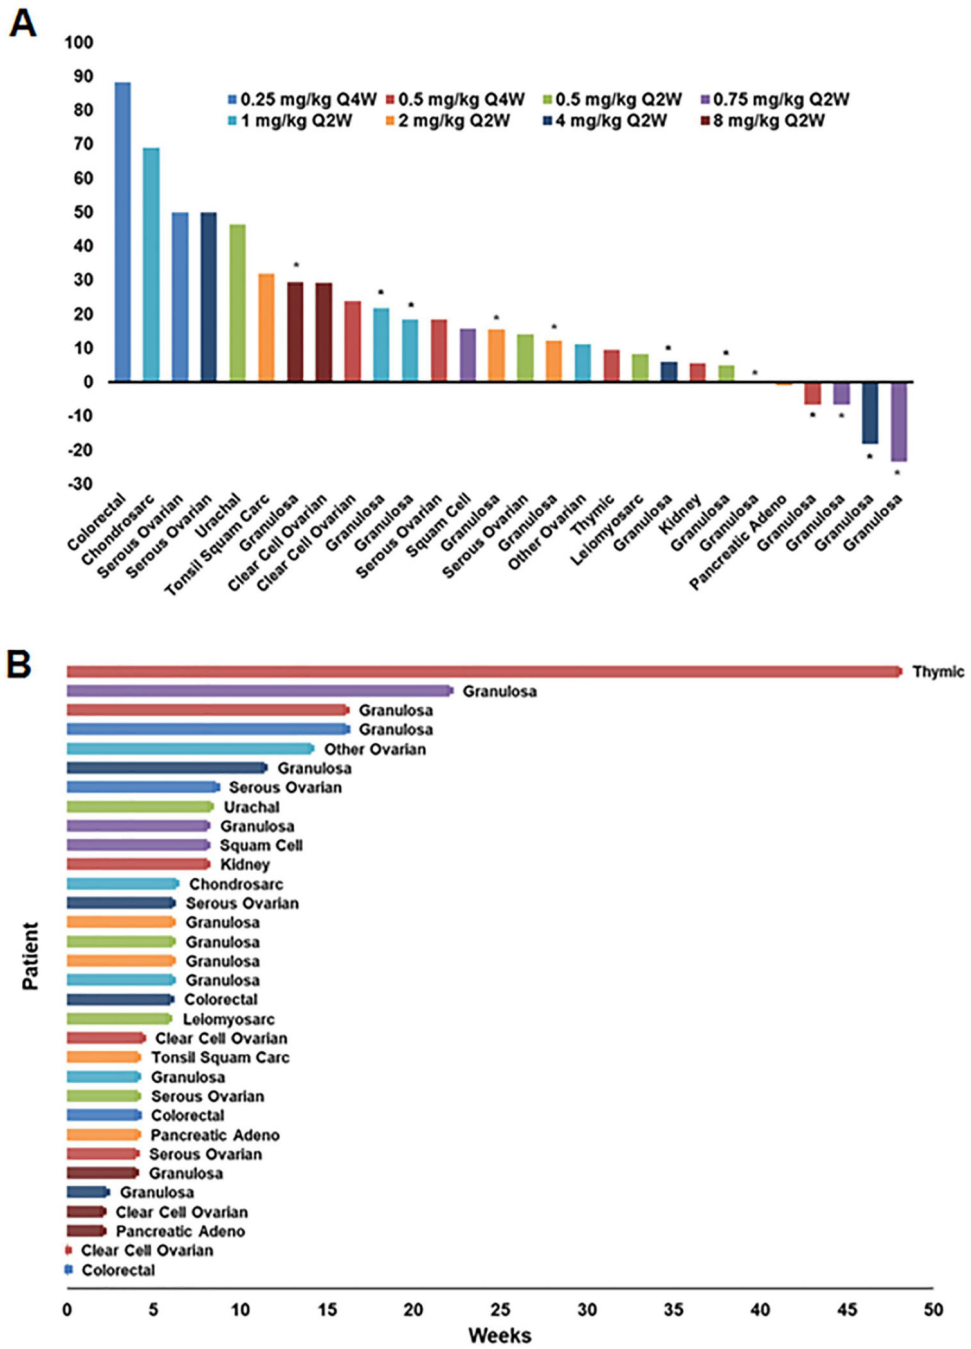 A
100
90
80
70
60
50
40
30
20
10
0
-10
-20
-30
0.25 mg/kg Q4W 0.5 mg/kg Q4W 0.5 mg/kg Q2W 0.75 mg/kg Q2W
1 mg/kg Q2W 2 mg/kg Q2W 4 mg/kg Q2W 8 mg/kg Q2W
* * * * * * * * * * * *
Colorectal
Chondrosarc
Serous Ovarian
Serous Ovarian
Urachal
Tonsil Squam Carc
Granulosa
Clear Cell Ovarian
Clear Cell Ovarian
Granulosa
Granulosa
Serous Ovarian
Squam Cell
Granulosa
Serous Ovarian
Granulosa
Other Ovarian
Thymic
Leiomyosarc
Granulosa
Kidney
Granulosa
Granulosa
Pancreatic Adeno
Granulosa
Granulosa
Granulosa
Granulosa
B
Thymic
Granulosa
Granulosa
Granulosa
Other Ovarian
Granulosa
Serous Ovarian
Urachal
Granulosa
Squam Cell
Kidney
Chondrosarc
Serous Ovarian
Granulosa
Granulosa
Granulosa
Granulosa
Colorectal
Leiomyosarc
Clear Cell Ovarian
Tonsil Squam Carc
Granulosa
Serous Ovarian
Colorectal
Pancreatic Adeno
Serous Ovarian
Granulosa
Granulosa
Clear Cell Ovarian
Pancreatic Adeno
Clear Cell Ovarian
Colorectal
Patient
0 5 10 15 20 25 30 35 40 45 50
Weeks